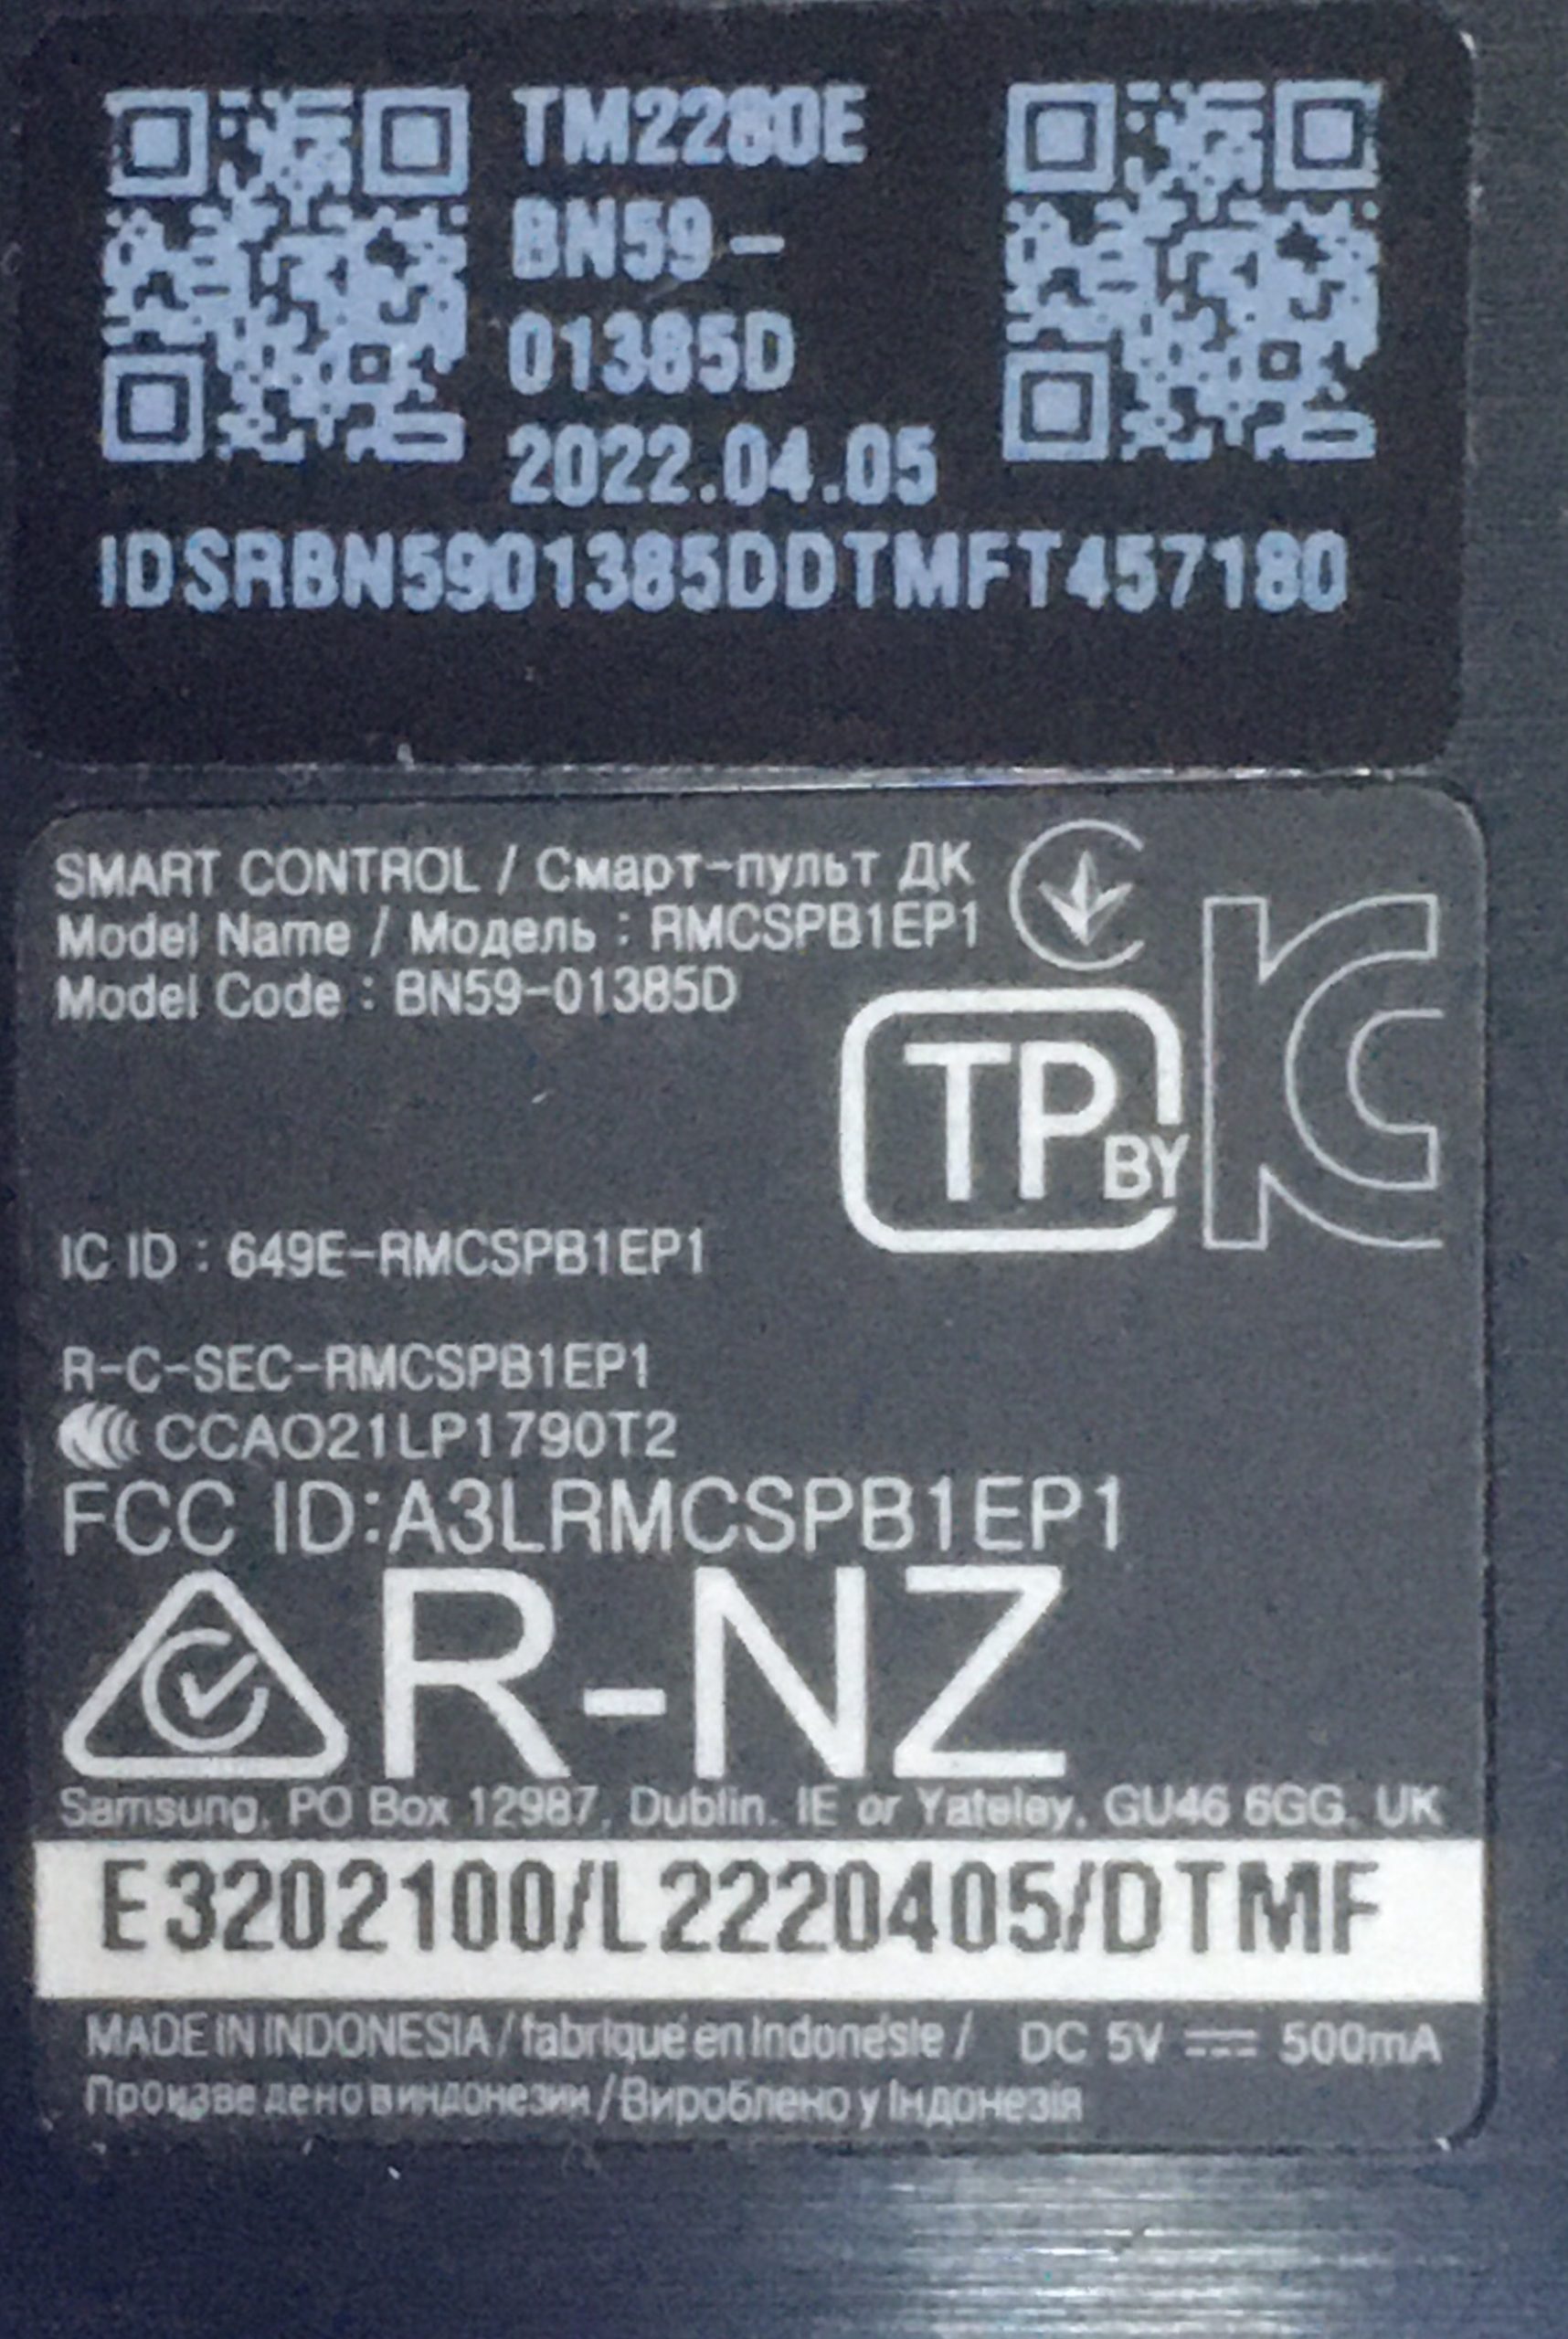 TM2280E
BN59-
01385D
2022.04.05
IDSRBN5901385DDTMFT457180
SMART CONTROL / Смарт-пульт ДК
Model Name / Модель : RMCSPB1EP1
Model Code : BN59-01385D
TP BY
IC ID : 649E-RMCSPB1EP1
R-C-SEC-RMCSPB1EP1
CCAO21LP1790T2
FCC ID:A3LRMCSPB1EP1
R-NZ
Samsung, PO Box 12987, Dublin. IE or Yateley, GU46 6GG, UK
E3202100/L2220405/DTMF
MADE IN INDONESIA / fabriqué en Indonésie / DC 5V ⎓ 500mA
Произведено в индонезии / Вироблено у Індонезія